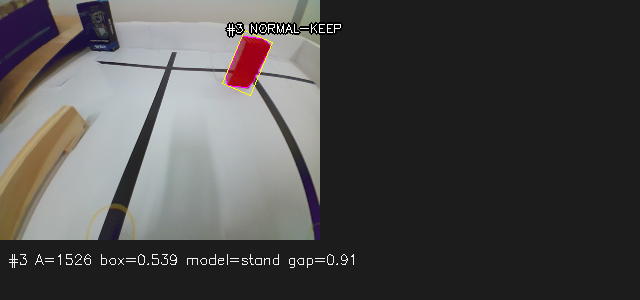 #3 NORMAL-KEEP
#3 A=1526 box=0.539 model=stand gap=0.91